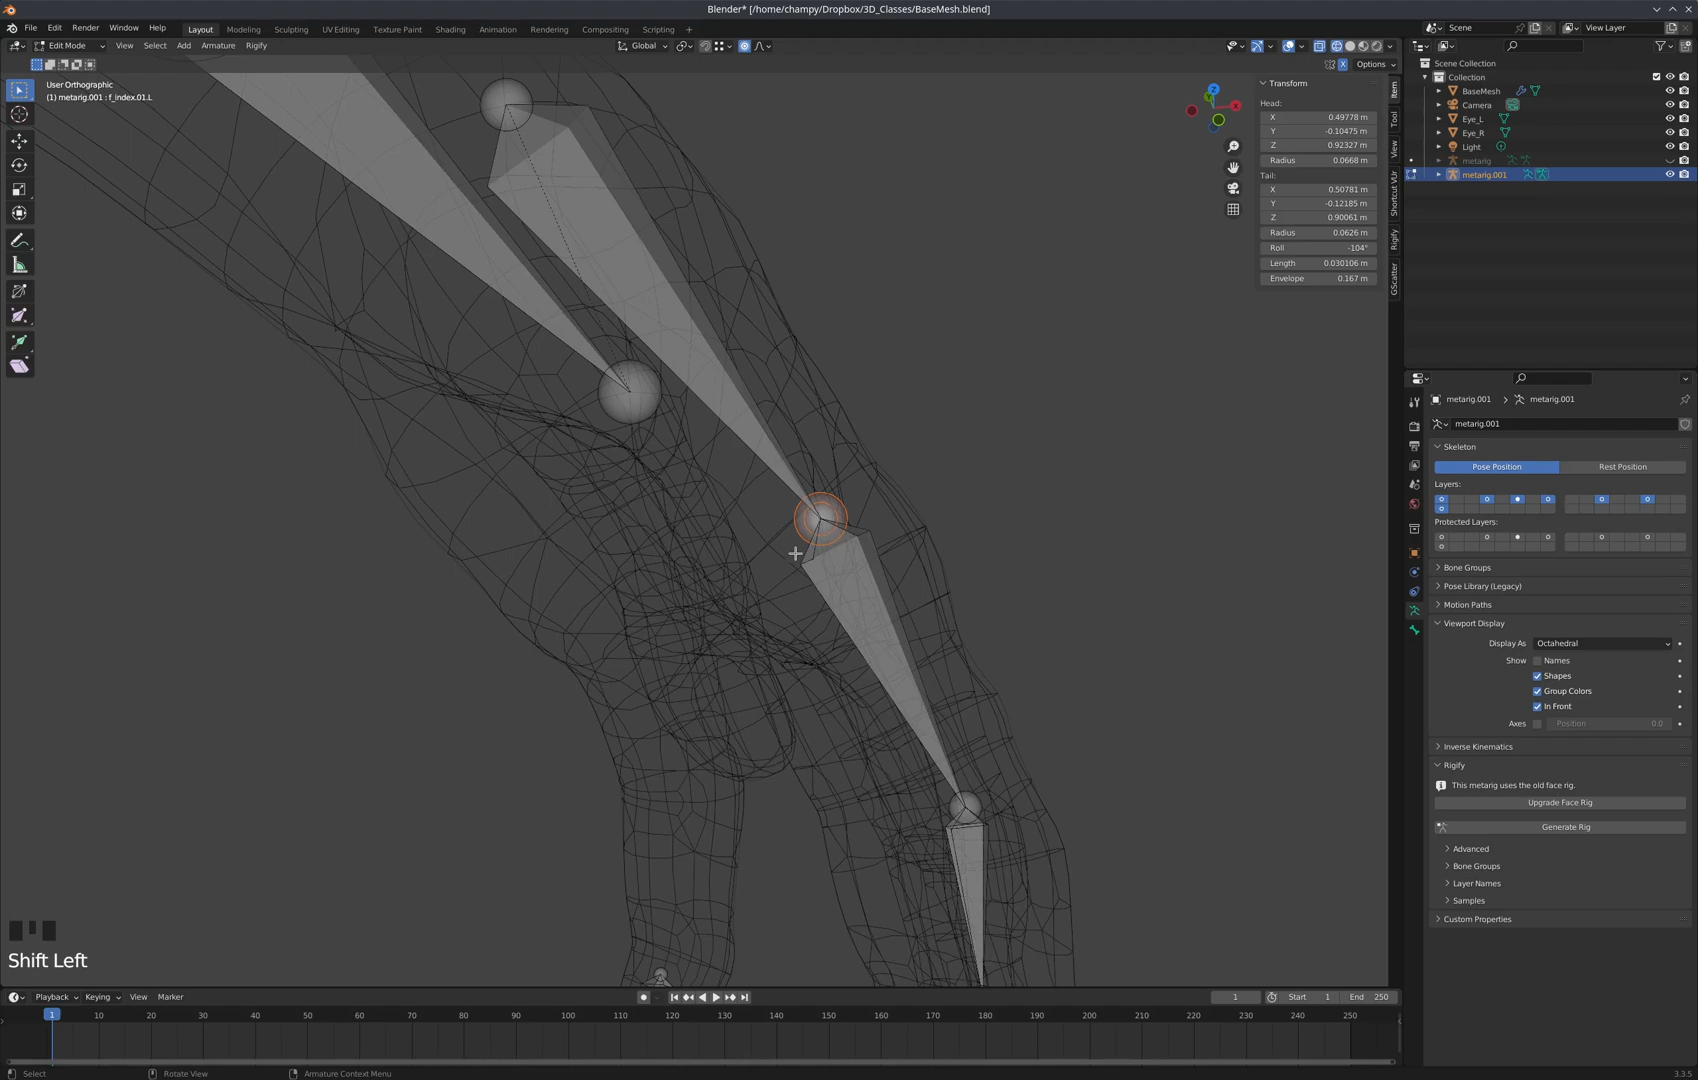 Blender* [/home/champy/Dropbox/3D_Classes/BaseMesh.blend]
File Edit Render Window Help Layout Modeling Sculpting UV Editing Texture Paint Shading Animation Rendering Compositing Scripting
Scene View Layer
Edit Mode View Select Add Armature Rigify Global
X Options
User Orthographic
(1) metarig.001 : f_index.01.L
Transform
Head:
X 0.49778 m
Y -0.10475 m
Z 0.92327 m
Radius 0.0668 m
Tail:
X 0.50781 m
Y -0.12185 m
Z 0.90061 m
Radius 0.0626 m
Roll -104°
Length 0.030106 m
Envelope 0.167 m
Item
Tool
View
Shortcut VUr
Rigify
GScatter
Z
X
Scene Collection
Collection
BaseMesh
Camera
Eye_L
Eye_R
Light
metarig
metarig.001
metarig.001 metarig.001
metarig.001
Skeleton
Pose Position Rest Position
Layers:
Protected Layers:
Bone Groups
Pose Library (Legacy)
Motion Paths
Viewport Display
Display As Octahedral
Show Names
Shapes
Group Colors
In Front
Axes Position 0.0
Inverse Kinematics
Rigify
This metarig uses the old face rig.
Upgrade Face Rig
Generate Rig
Advanced
Bone Groups
Layer Names
Samples
Custom Properties
Shift Left
Playback Keying View Marker 1 Start 1 End 250
1 10 20 30 40 50 60 70 80 90 100 110 120 130 140 150 160 170 180 190 200 210 220 230 240 250
Select Rotate View Armature Context Menu 3.3.5